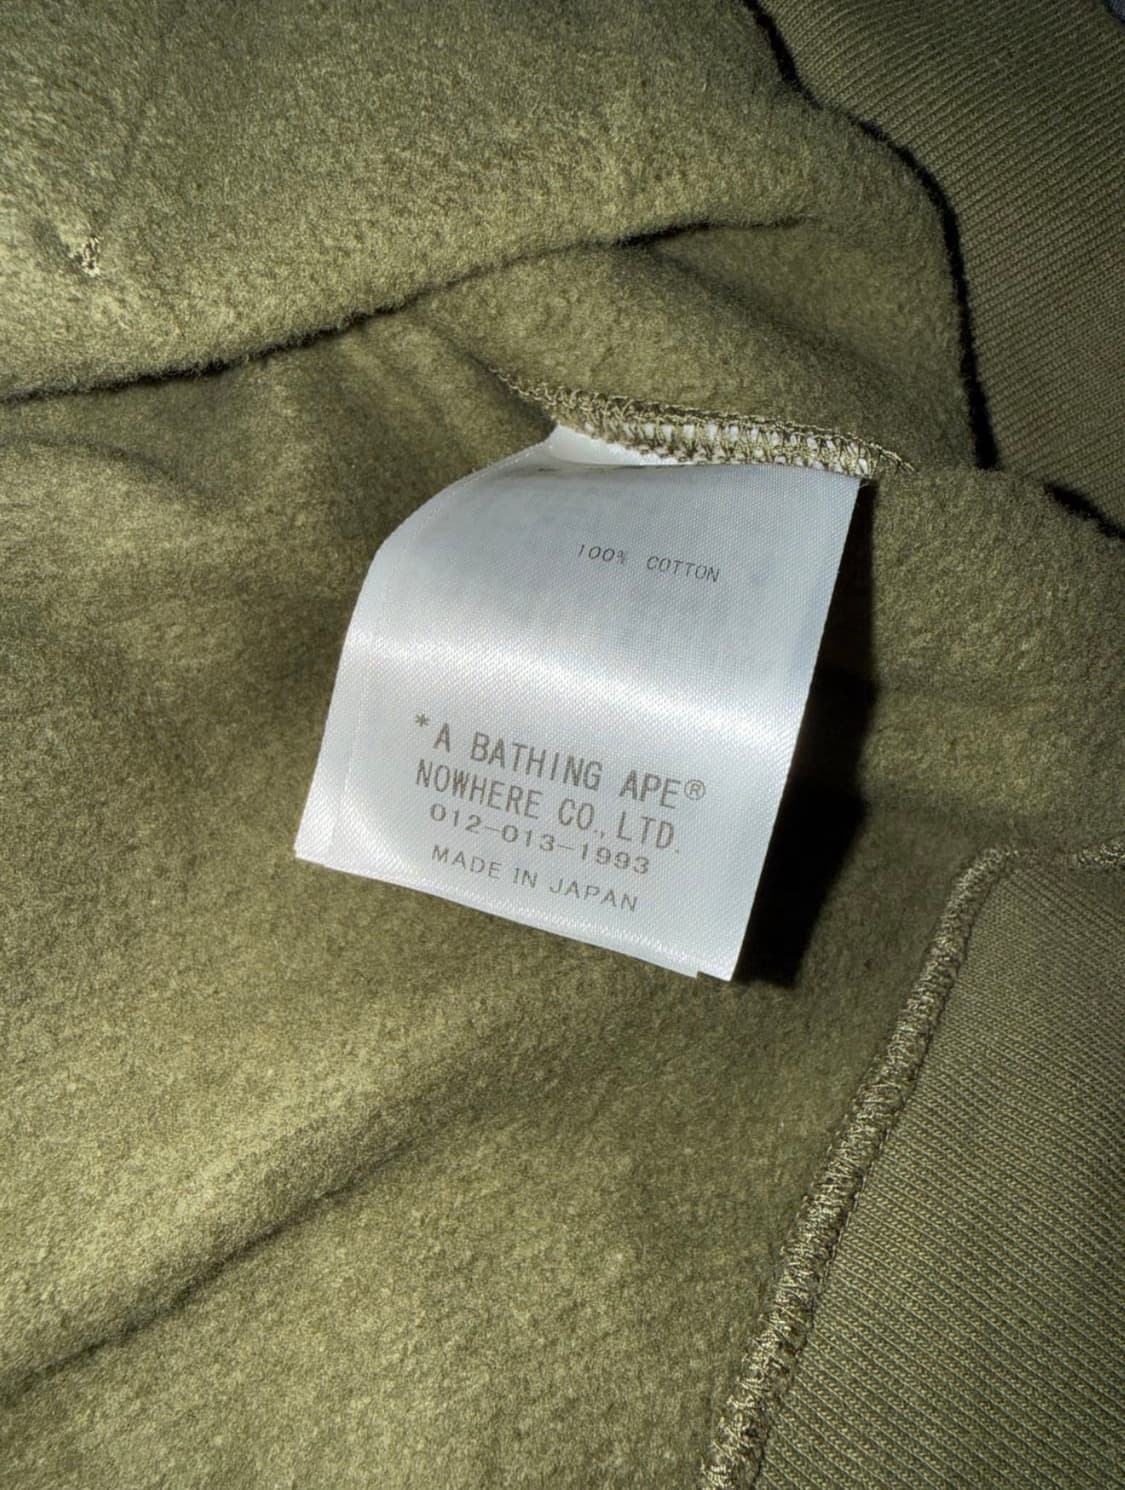 100% COTTON
*A BATHING APE®
NOWHERE CO., LTD.
012-013-1993
MADE IN JAPAN